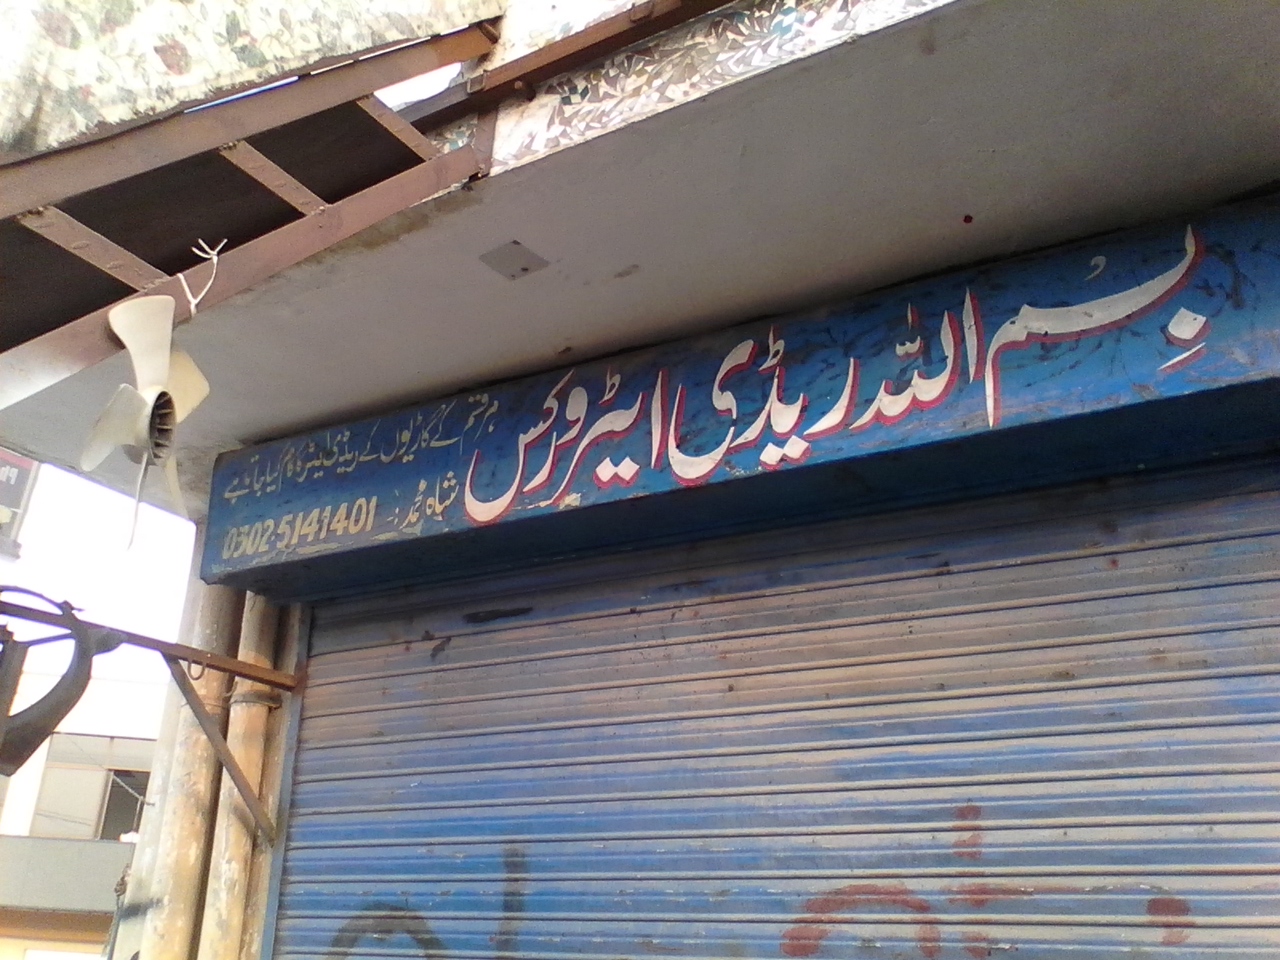 بِسم اللہ ریڈی ایٹر ورکس
ہر قسم کے گاڑیوں کے ریڈی ایٹر کا کام کیا جاتا ہے
شاہ محمد:
0302-5141401